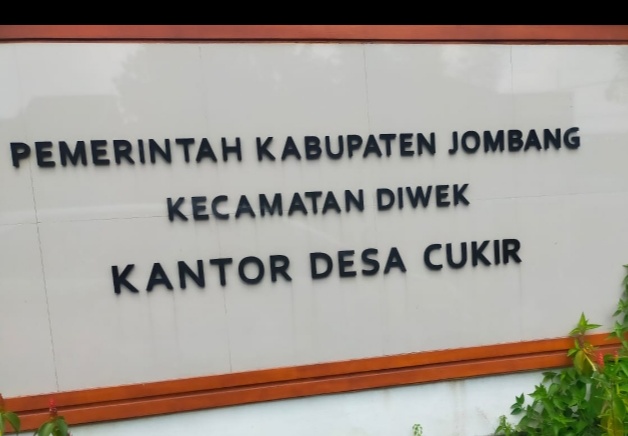 PEMERINTAH KABUPATEN JOMBANG
KECAMATAN DIWEK
KANTOR DESA CUKIR